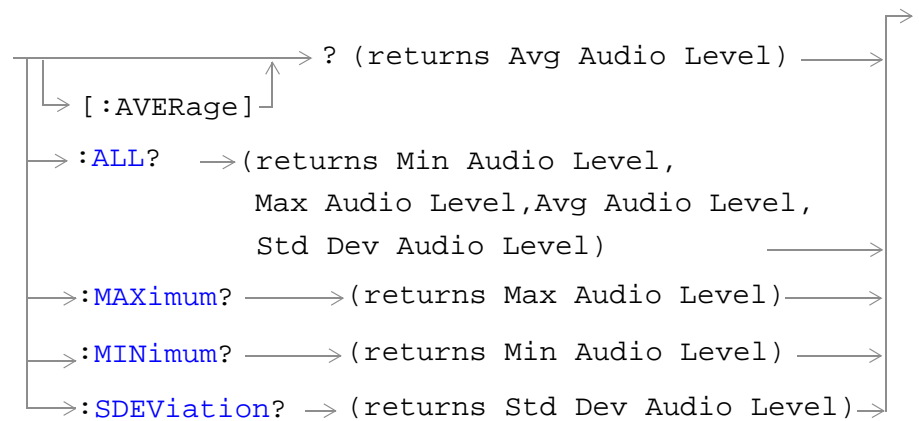 ? (returns Avg Audio Level)
[:AVERage]
:ALL? (returns Min Audio Level,
Max Audio Level,Avg Audio Level,
Std Dev Audio Level)
:MAXimum? (returns Max Audio Level)
:MINimum? (returns Min Audio Level)
:SDEViation? (returns Std Dev Audio Level)